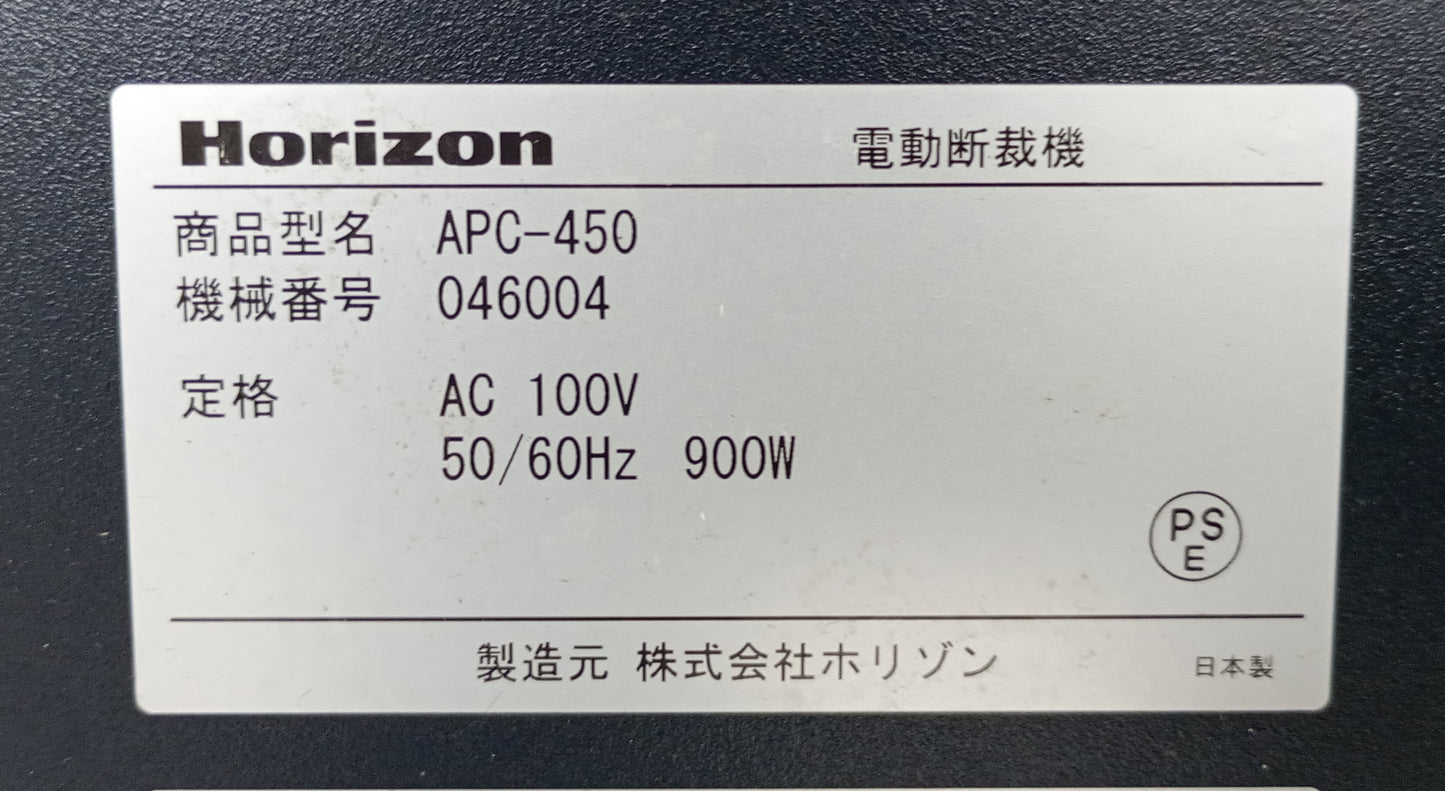 Horizon 電動断裁機
商品型名 APC-450
機械番号 046004
定格 AC 100V
50/60Hz 900W
PS
E
製造元 株式会社ホリゾン 日本製